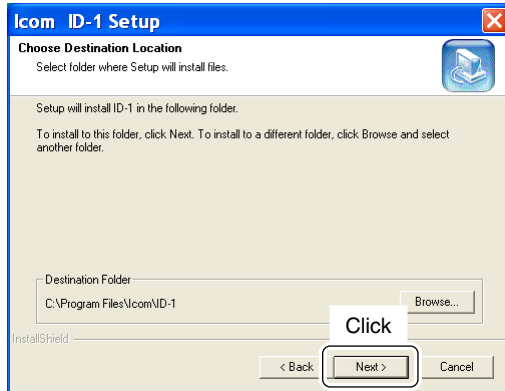 Icom ID-1 Setup
Choose Destination Location
Select folder where Setup will install files.
Setup will install ID-1 in the following folder.
To install to this folder, click Next. To install to a different folder, click Browse and select
another folder.
Destination Folder
C:\Program Files\Icom\ID-1
Browse...
Click
InstallShield
< Back
Next >
Cancel